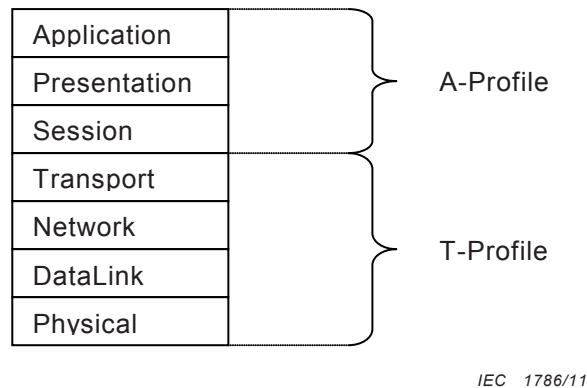 Application
Presentation
Session
Transport
Network
DataLink
Physical
A-Profile
T-Profile
IEC 1786/11